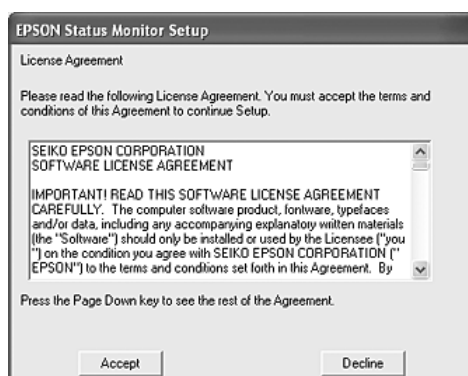 EPSON Status Monitor Setup
License Agreement
Please read the following License Agreement. You must accept the terms and
conditions of this Agreement to continue Setup.
SEIKO EPSON CORPORATION
SOFTWARE LICENSE AGREEMENT
IMPORTANT! READ THIS SOFTWARE LICENSE AGREEMENT
CAREFULLY. The computer software product, fontware, typefaces
and/or data, including any accompanying explanatory written materials
(the "Software") should only be installed or used by the Licensee ("you
") on the condition you agree with SEIKO EPSON CORPORATION ("
EPSON") to the terms and conditions set forth in this Agreement. By
Press the Page Down key to see the rest of the Agreement.
Accept
Decline